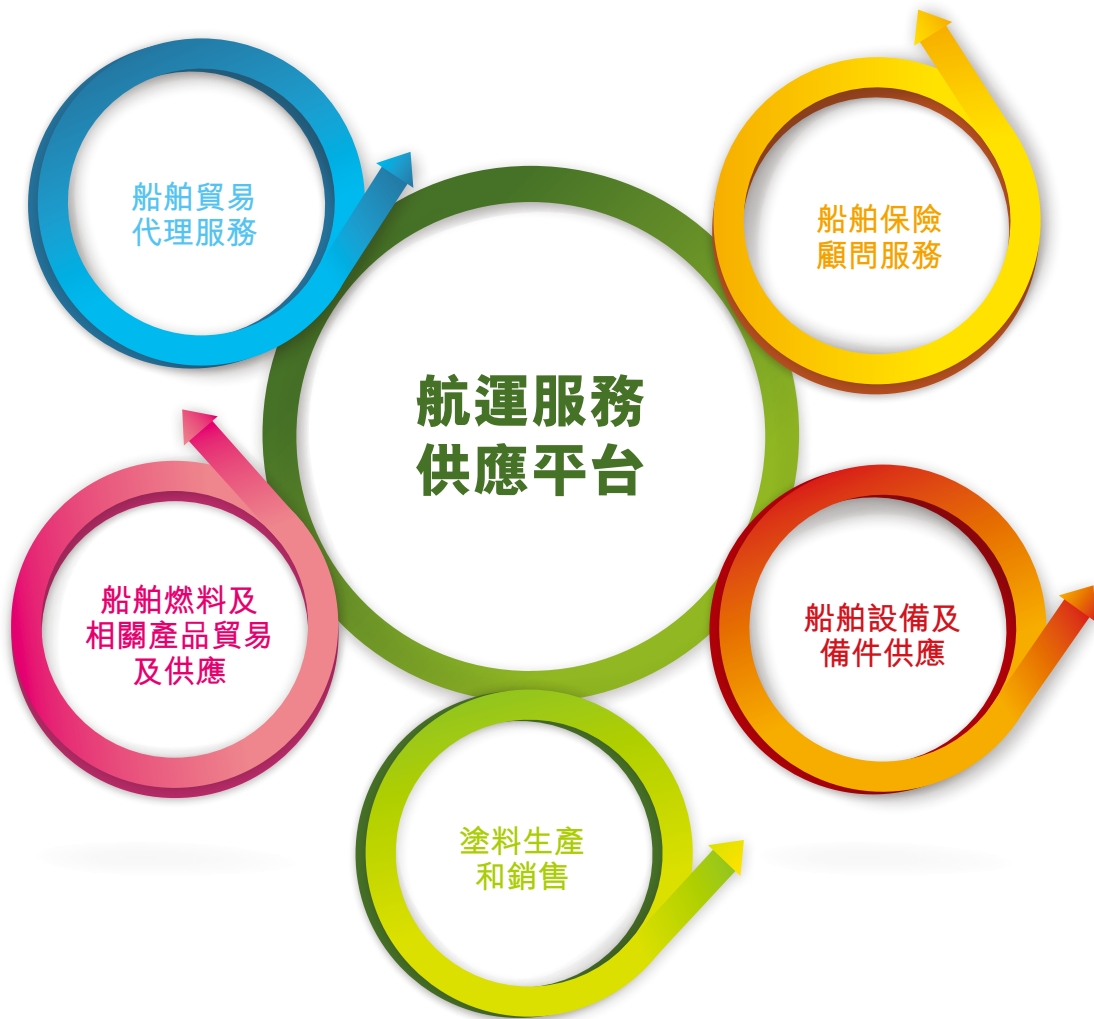 船舶貿易
代理服務
船舶保險
顧問服務
航運服務
供應平台
船舶燃料及
相關產品貿易
及供應
船舶設備及
備件供應
塗料生產
和銷售